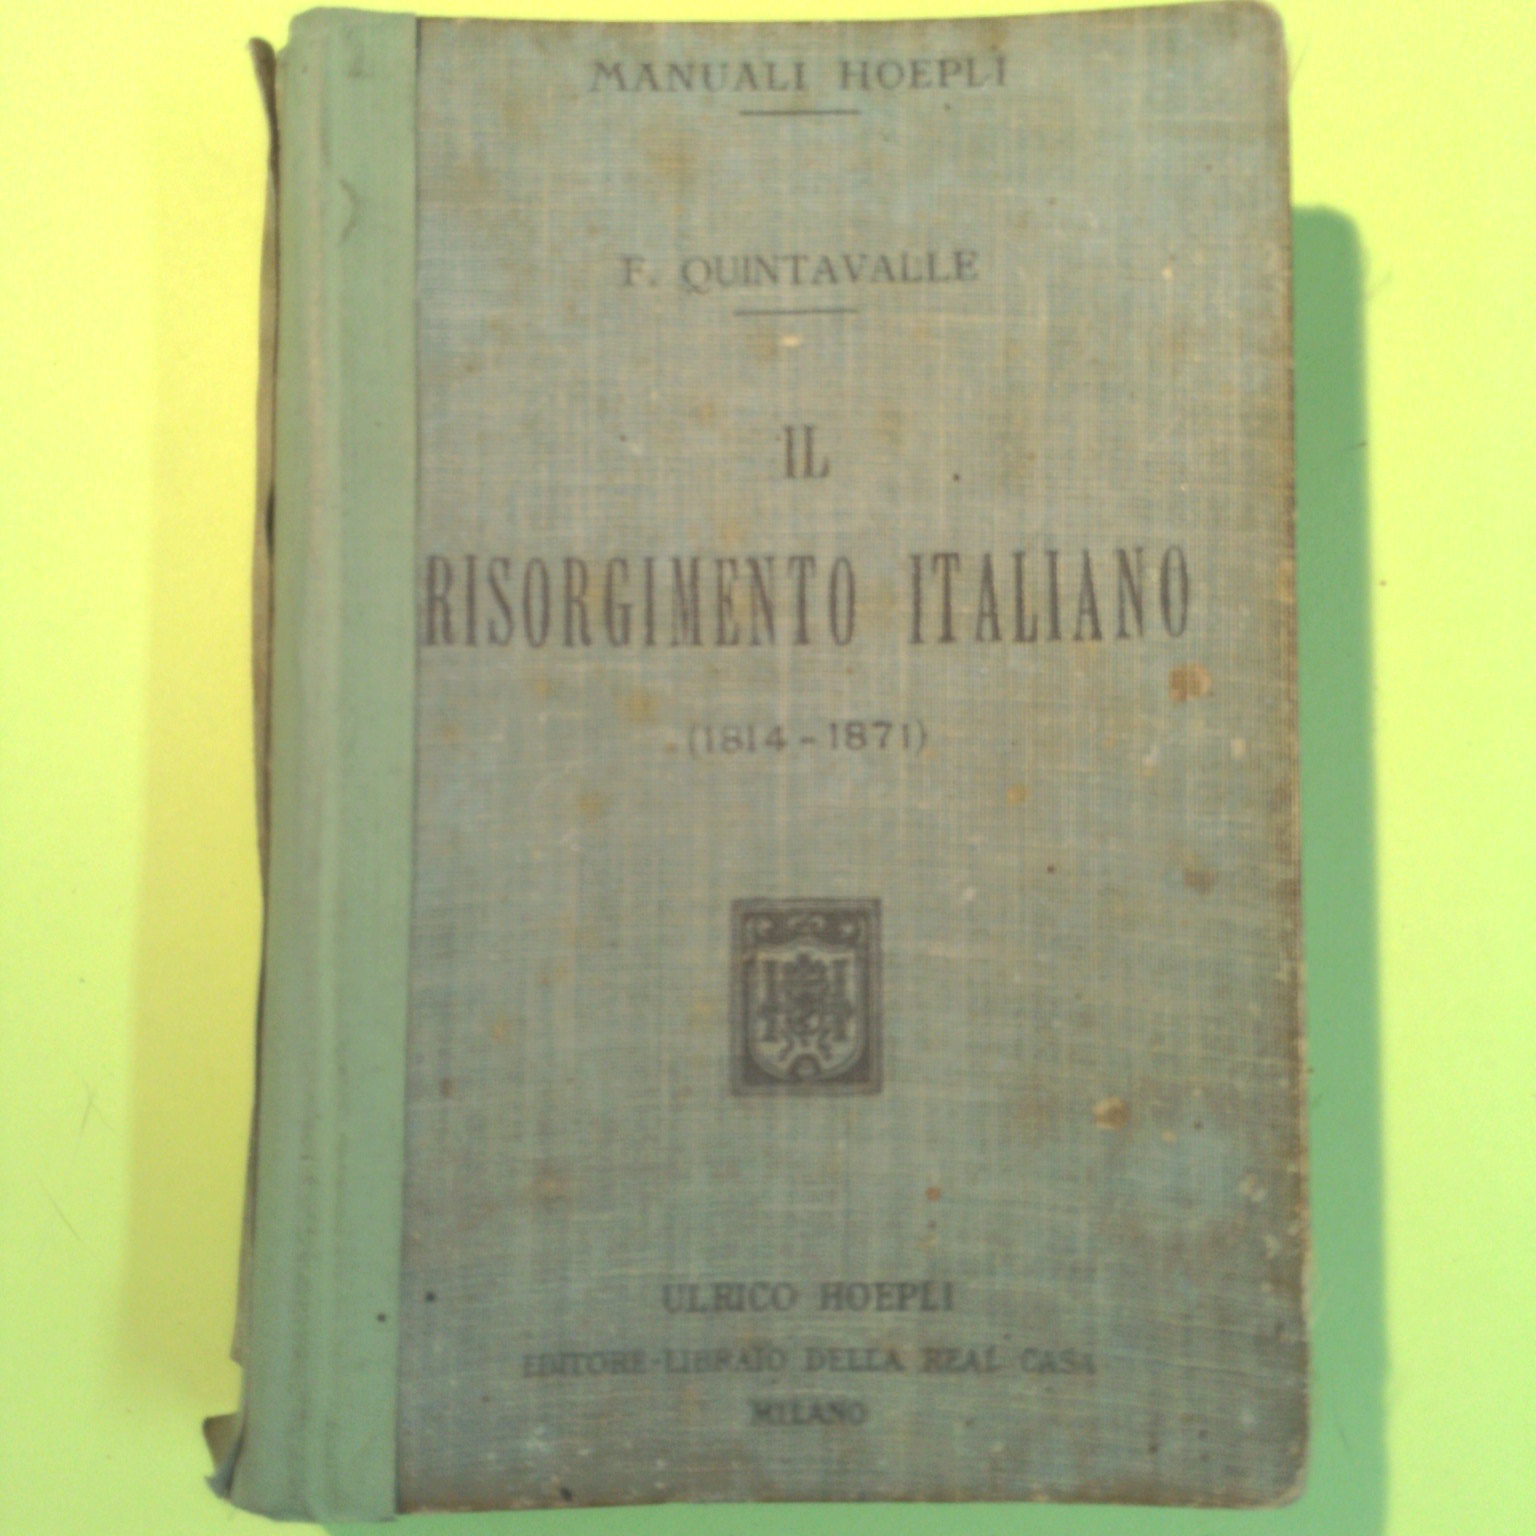 MANUALI HOEPLI
F. QUINTAVALLE
IL
RISORGIMENTO ITALIANO
(1814-1871)
ULRICO HOEPLI
EDITORE-LIBRAIO DELLA REAL CASA
MILANO